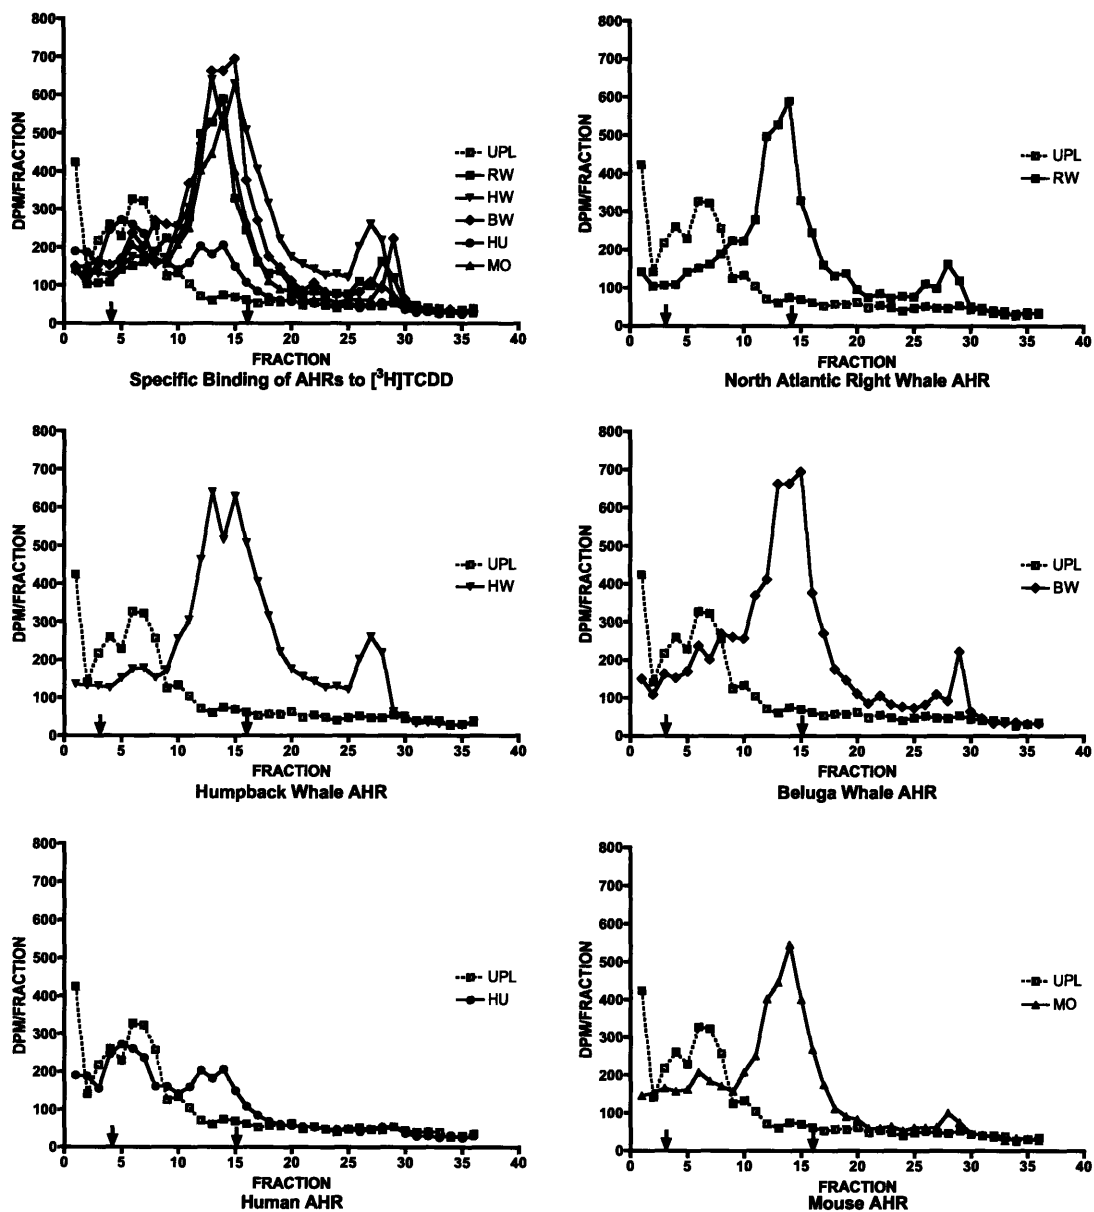 800
700
600
500
400
300
200
100
0
DPM/FRACTION
0 5 10 15 20 25 30 35 40
FRACTION
UPL
RW
HW
BW
HU
MO
Specific Binding of AHRs to [³H]TCDD
800
700
600
500
400
300
200
100
0
DPM/FRACTION
0 5 10 15 20 25 30 35 40
FRACTION
UPL
RW
North Atlantic Right Whale AHR
800
700
600
500
400
300
200
100
0
DPM/FRACTION
0 5 10 15 20 25 30 35 40
FRACTION
UPL
HW
Humpback Whale AHR
800
700
600
500
400
300
200
100
0
DPM/FRACTION
0 5 10 15 20 25 30 35 40
FRACTION
UPL
BW
Beluga Whale AHR
800
700
600
500
400
300
200
100
0
DPM/FRACTION
0 5 10 15 20 25 30 35 40
FRACTION
UPL
HU
Human AHR
800
700
600
500
400
300
200
100
0
DPM/FRACTION
0 5 10 15 20 25 30 35 40
FRACTION
UPL
MO
Mouse AHR